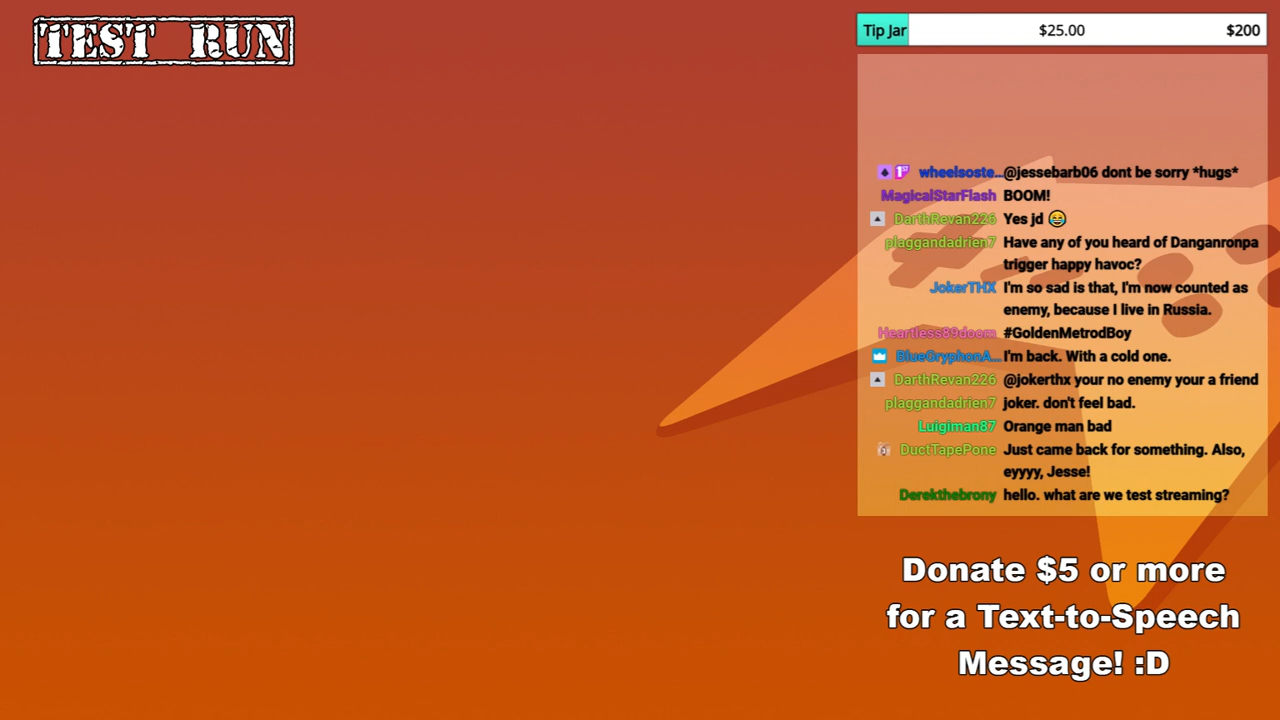 TEST RUN
Tip Jar $25.00 $200
wheelsoste... @jessebarb06 dont be sorry *hugs*
MagicalStarFlash BOOM!
DarthRevan226 Yes jd 😂
plaggandadrien7 Have any of you heard of Danganronpa
trigger happy havoc?
JokerTHX I'm so sad is that, I'm now counted as
enemy, because I live in Russia.
Heartless89doom #GoldenMetrodBoy
BlueGryphonA... I'm back. With a cold one.
DarthRevan226 @jokerthx your no enemy your a friend
plaggandadrien7 joker. don't feel bad.
Luigiman87 Orange man bad
DuctTapePone Just came back for something. Also,
eyyyy, Jesse!
Derekthebrony hello. what are we test streaming?
Donate $5 or more
for a Text-to-Speech
Message! :D